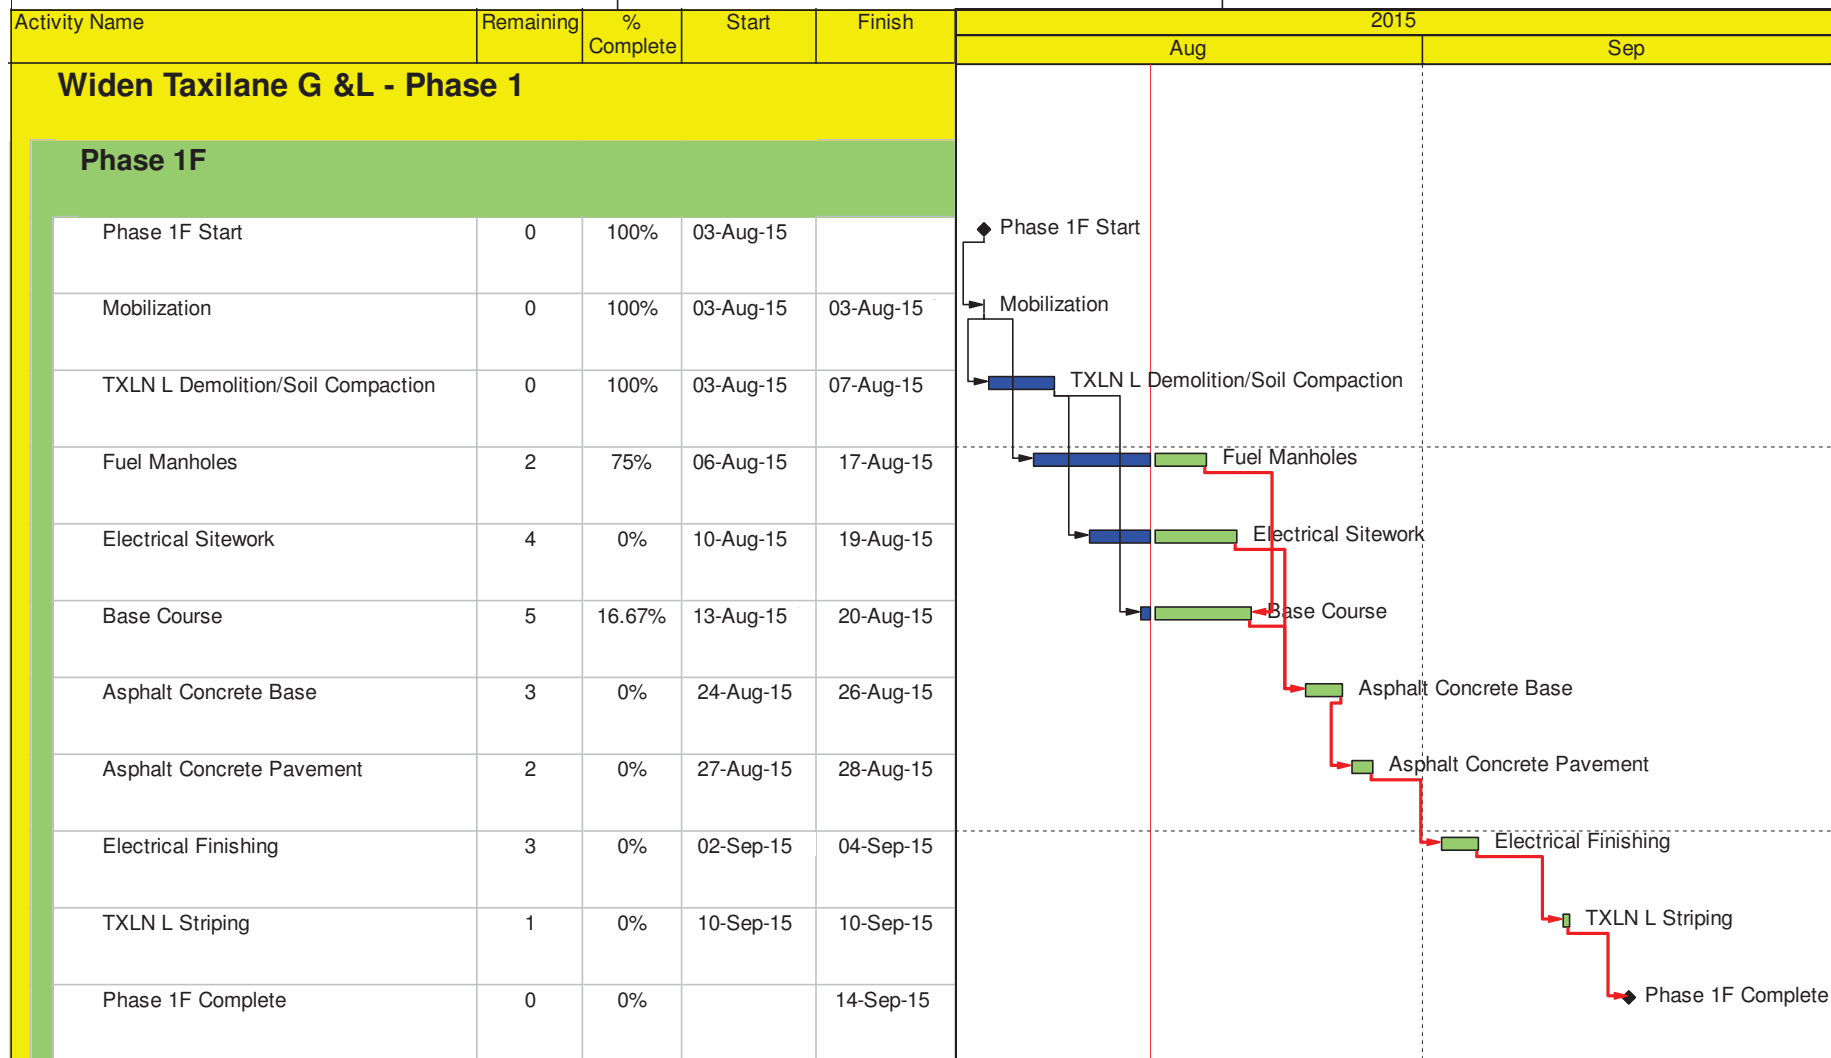 Activity Name Remaining % Complete Start Finish 2015
Aug Sep
Widen Taxilane G &L - Phase 1
Phase 1F
Phase 1F Start 0 100% 03-Aug-15 Phase 1F Start
Mobilization 0 100% 03-Aug-15 03-Aug-15 Mobilization
TXLN L Demolition/Soil Compaction 0 100% 03-Aug-15 07-Aug-15 TXLN L Demolition/Soil Compaction
Fuel Manholes 2 75% 06-Aug-15 17-Aug-15 Fuel Manholes
Electrical Sitework 4 0% 10-Aug-15 19-Aug-15 Electrical Sitework
Base Course 5 16.67% 13-Aug-15 20-Aug-15 Base Course
Asphalt Concrete Base 3 0% 24-Aug-15 26-Aug-15 Asphalt Concrete Base
Asphalt Concrete Pavement 2 0% 27-Aug-15 28-Aug-15 Asphalt Concrete Pavement
Electrical Finishing 3 0% 02-Sep-15 04-Sep-15 Electrical Finishing
TXLN L Striping 1 0% 10-Sep-15 10-Sep-15 TXLN L Striping
Phase 1F Complete 0 0% 14-Sep-15 Phase 1F Complete